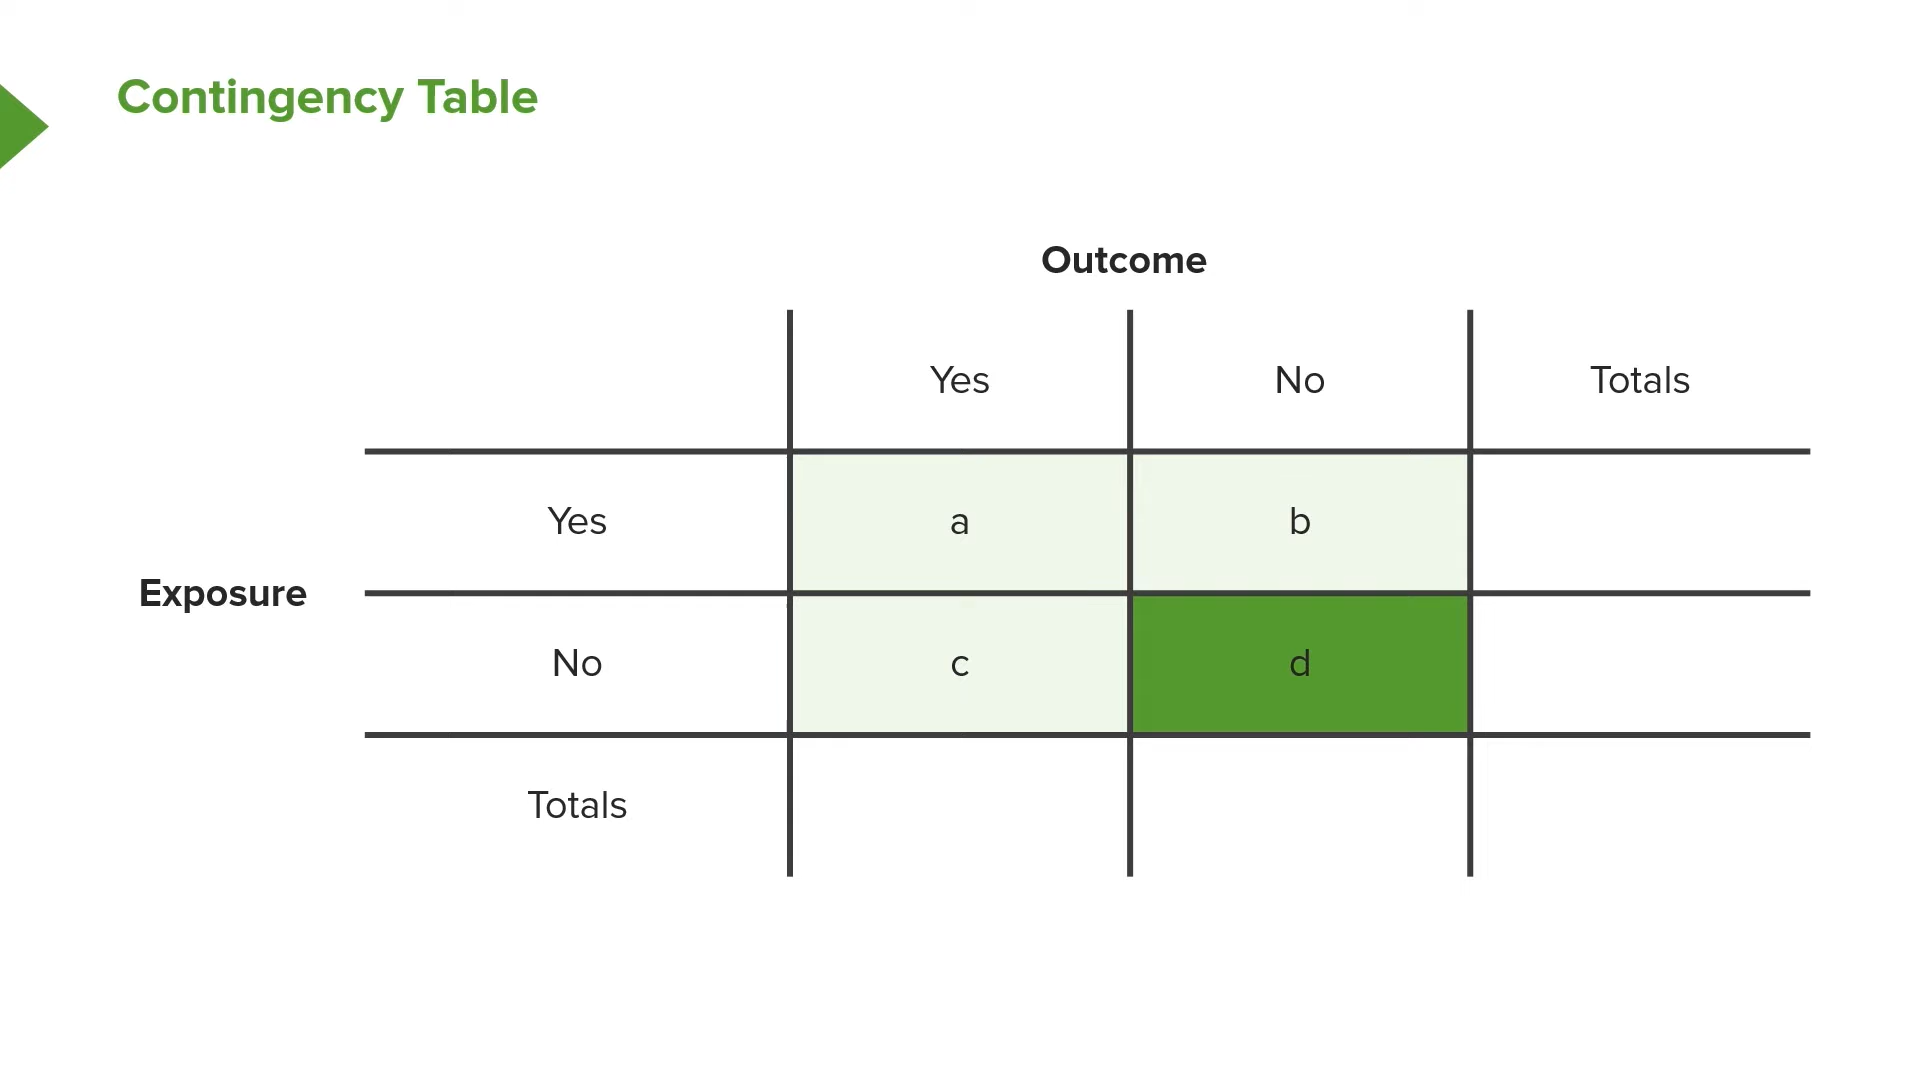 Contingency Table
Outcome
Yes No Totals
Yes a b
Exposure
No c d
Totals